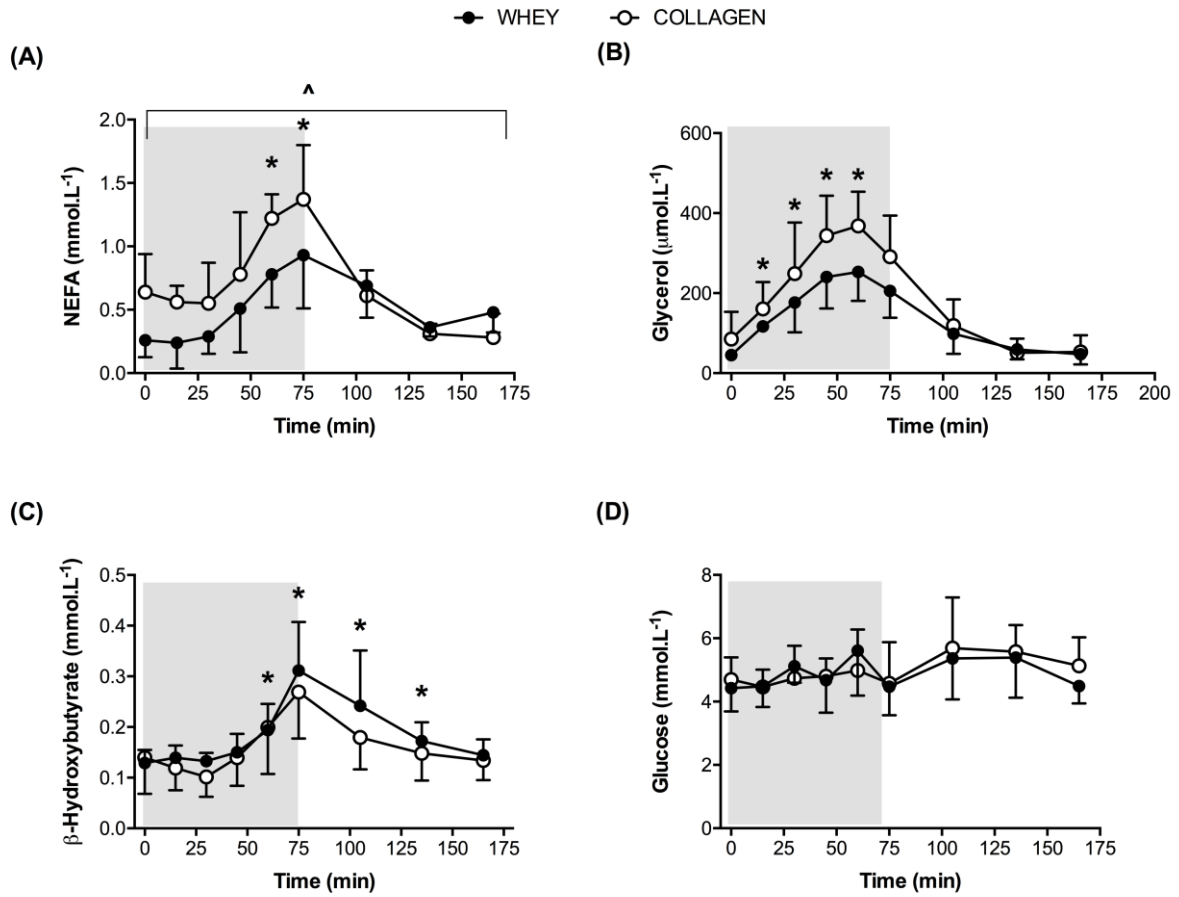 WHEY COLLAGEN
(A)
^
NEFA (mmol.L-1)
2.0
1.5
1.0
0.5
0.0
* *
0 25 50 75 100 125 150 175
Time (min)
(B)
Glycerol (μmol.L-1)
600
400
200
0
* * * *
0 25 50 75 100 125 150 175 200
Time (min)
(C)
β-Hydroxybutyrate (mmol.L-1)
0.5
0.4
0.3
0.2
0.1
0.0
* * * *
0 25 50 75 100 125 150 175
Time (min)
(D)
Glucose (mmol.L-1)
8
6
4
2
0
0 25 50 75 100 125 150 175
Time (min)